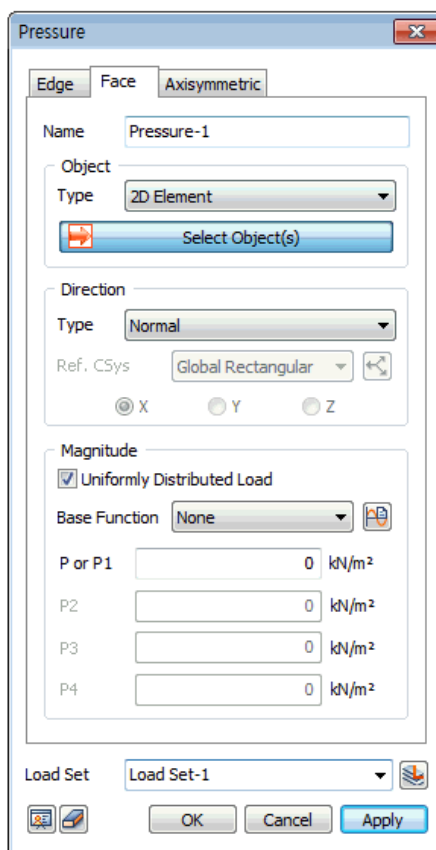 Pressure
Edge Face Axisymmetric
Name Pressure-1
Object
Type 2D Element
Select Object(s)
Direction
Type Normal
Ref. CSys Global Rectangular
X Y Z
Magnitude
Uniformly Distributed Load
Base Function None
P or P1 0 kN/m²
P2 0 kN/m²
P3 0 kN/m²
P4 0 kN/m²
Load Set Load Set-1
OK Cancel Apply